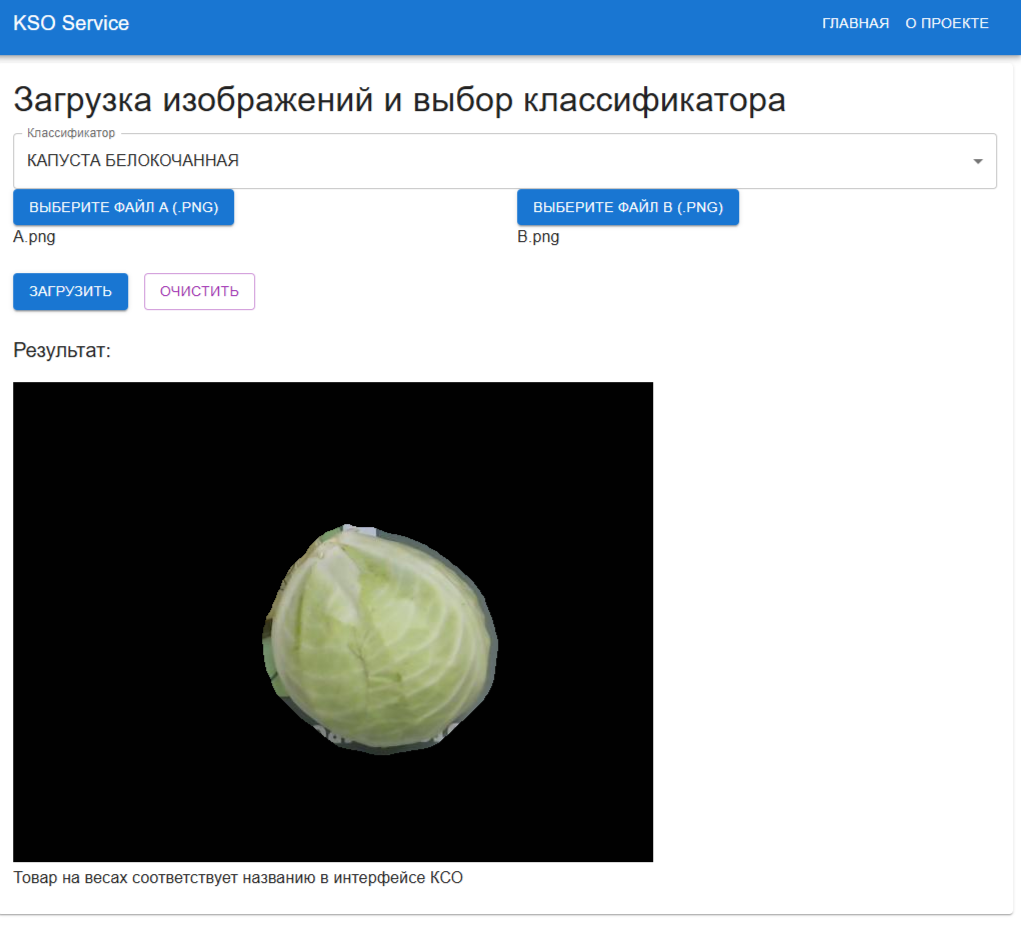 KSO Service
ГЛАВНАЯ О ПРОЕКТЕ
Загрузка изображений и выбор классификатора
Классификатор
КАПУСТА БЕЛОКОЧАННАЯ
ВЫБЕРИТЕ ФАЙЛ A (.PNG) ВЫБЕРИТЕ ФАЙЛ B (.PNG)
A.png B.png
ЗАГРУЗИТЬ ОЧИСТИТЬ
Результат:
Товар на весах соответствует названию в интерфейсе КСО